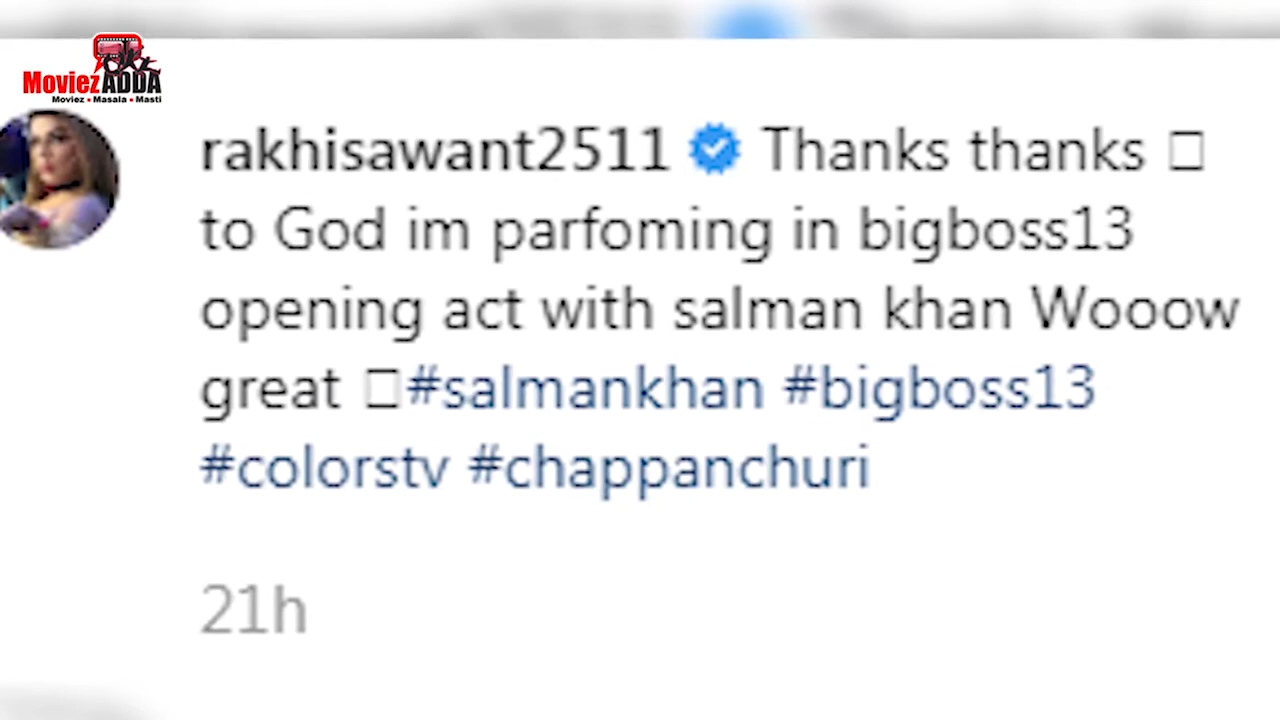 MoviezADDA
Moviez • Masala • Masti
rakhisawant2511 Thanks thanks □
to God im parfoming in bigboss13
opening act with salman khan Wooow
great □#salmankhan #bigboss13
#colorstv #chappanchuri
21h